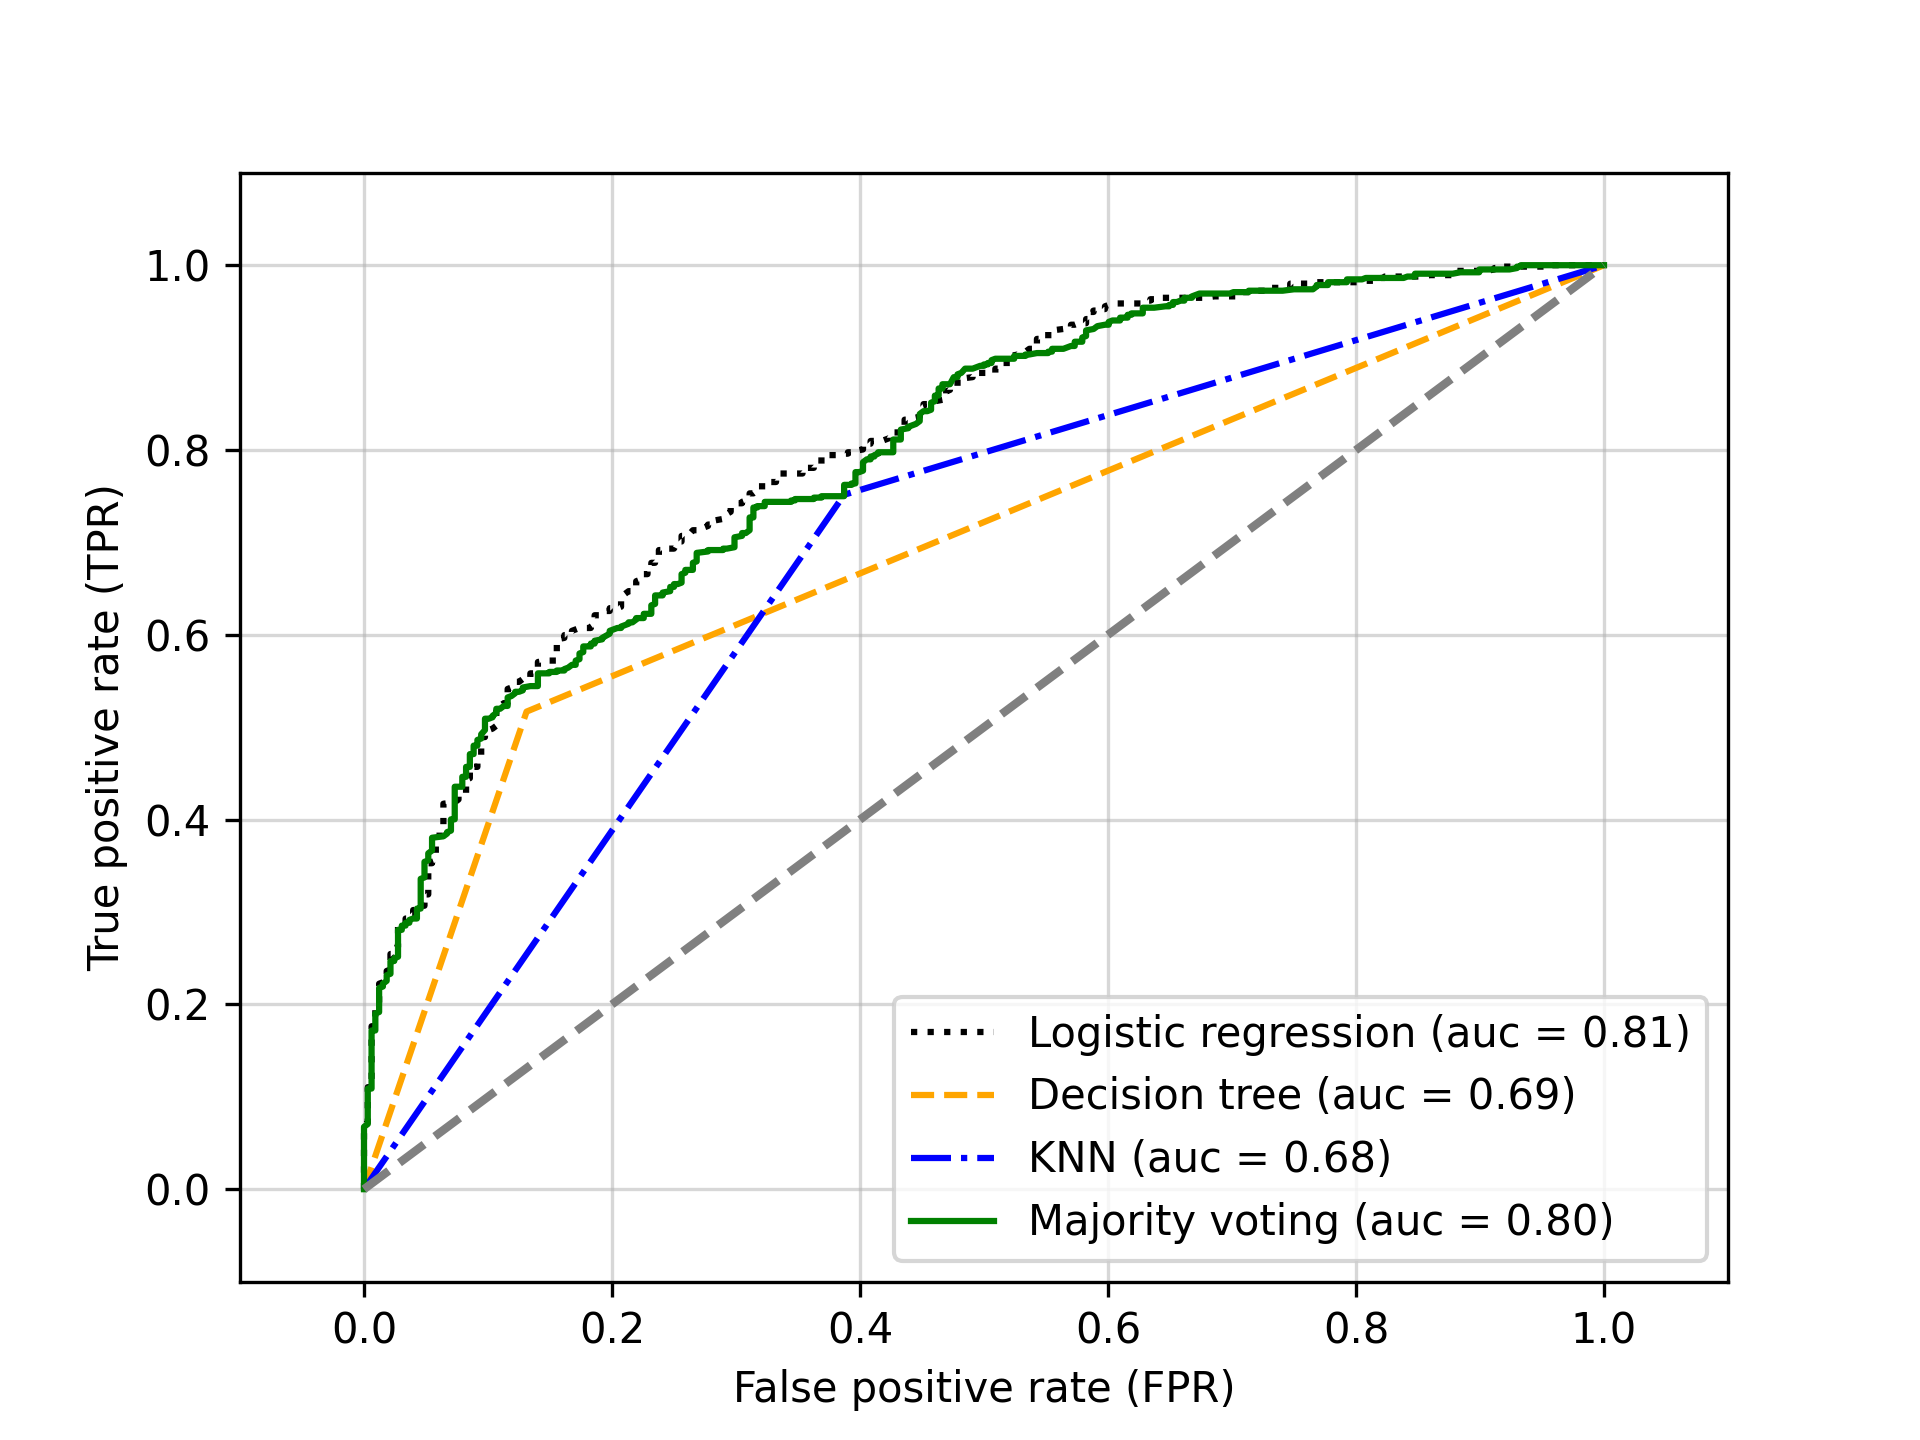 1.0
0.8
0.6
0.4
0.2
0.0
True positive rate (TPR)
Logistic regression (auc = 0.81)
Decision tree (auc = 0.69)
KNN (auc = 0.68)
Majority voting (auc = 0.80)
0.0 0.2 0.4 0.6 0.8 1.0
False positive rate (FPR)